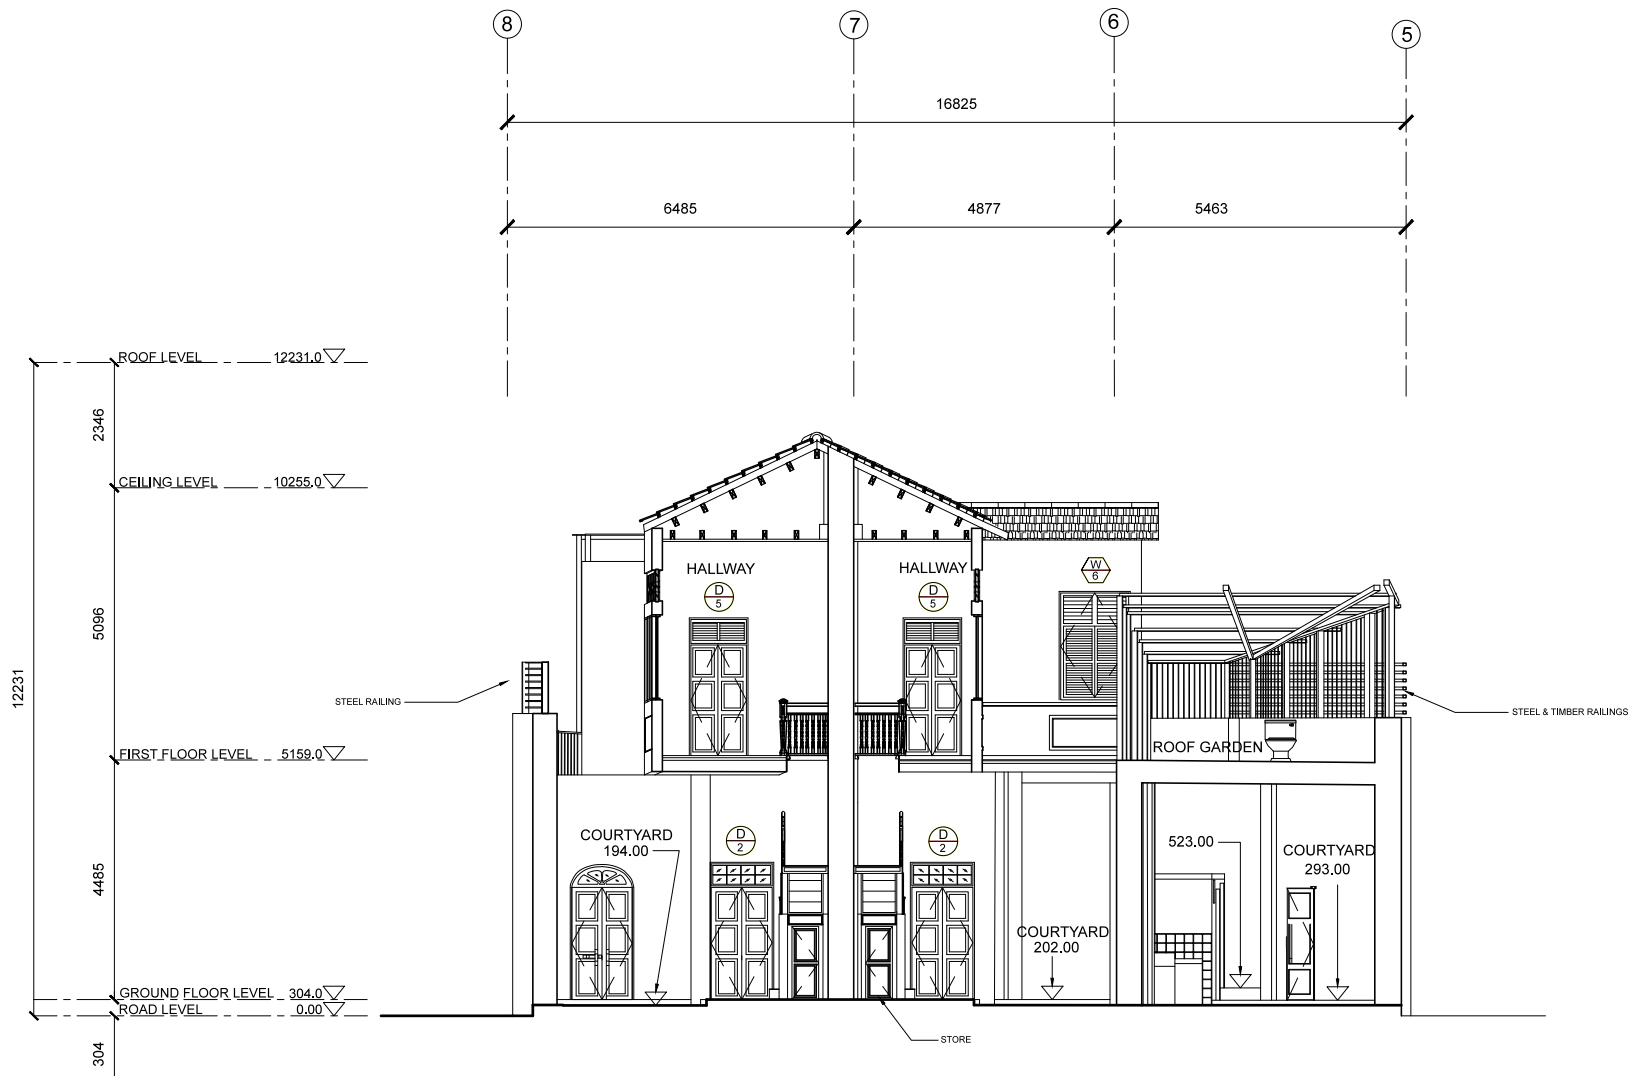 8
7
6
5
16825
6485
4877
5463
ROOF LEVEL 12231.0
2346
CEILING LEVEL 10255.0
5096
12231
FIRST FLOOR LEVEL 5159.0
4485
GROUND FLOOR LEVEL 304.0
ROAD LEVEL 0.00
304
HALLWAY
D
5
HALLWAY
D
5
W
6
STEEL RAILING
STEEL & TIMBER RAILINGS
ROOF GARDEN
COURTYARD
194.00
D
2
D
2
523.00
COURTYARD
293.00
COURTYARD
202.00
STORE